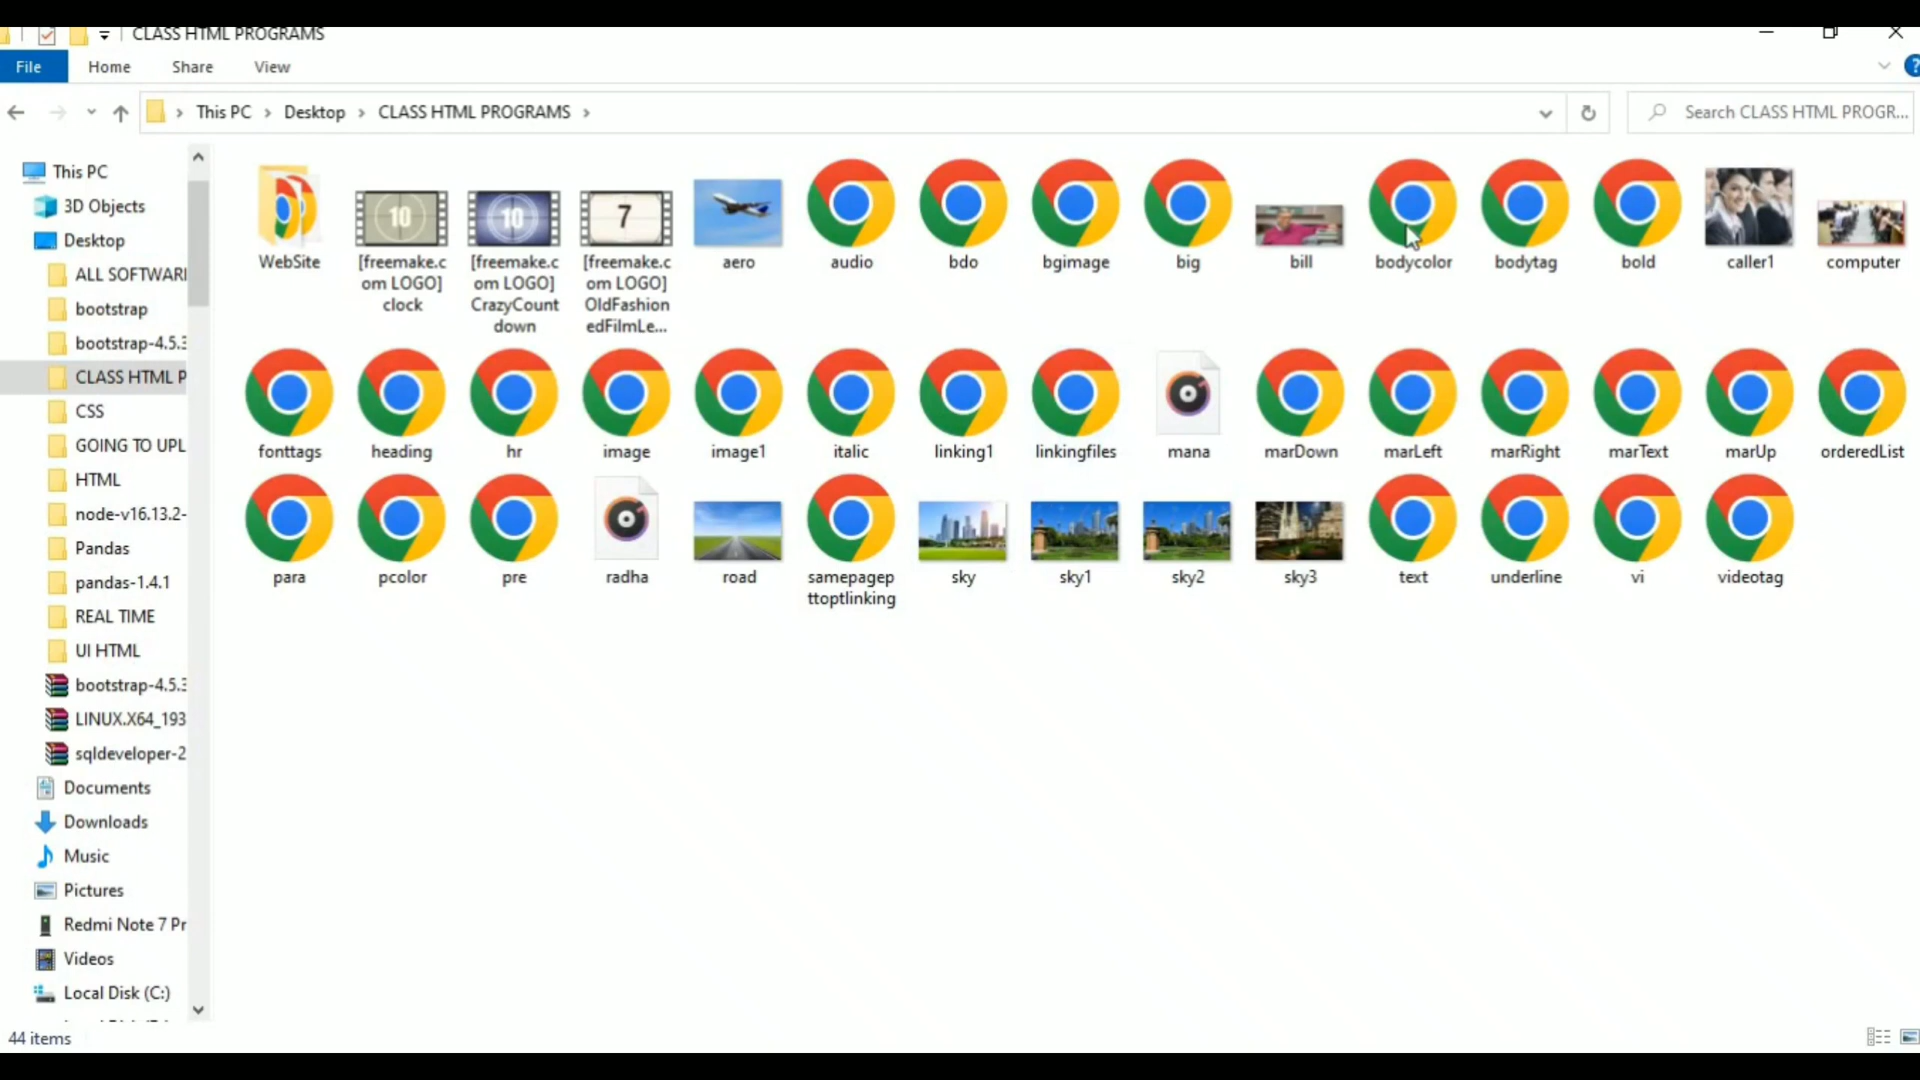 CLASS HTML PROGRAMS
File Home Share View
This PC Desktop CLASS HTML PROGRAMS Search CLASS HTML PROGR...
This PC
3D Objects
Desktop
ALL SOFTWARI
bootstrap
bootstrap-4.5.3
CLASS HTML P
CSS
GOING TO UPL
HTML
node-v16.13.2-
Pandas
pandas-1.4.1
REAL TIME
UI HTML
bootstrap-4.5.3
LINUX.X64_193
sqldeveloper-2
Documents
Downloads
Music
Pictures
Redmi Note 7 Pr
Videos
Local Disk (C:)
10 10 7
WebSite [freemake.c [freemake.c [freemake.c aero audio bdo bgimage big bill bodycolor bodytag bold caller1 computer
om LOGO] om LOGO] om LOGO]
clock CrazyCount OldFashion
down edFilmLe...
fonttags heading hr image image1 italic linking1 linkingfiles mana marDown marLeft marRight marText marUp orderedList
para pcolor pre radha road samepagep sky sky1 sky2 sky3 text underline vi videotag
ttoptlinking
44 items